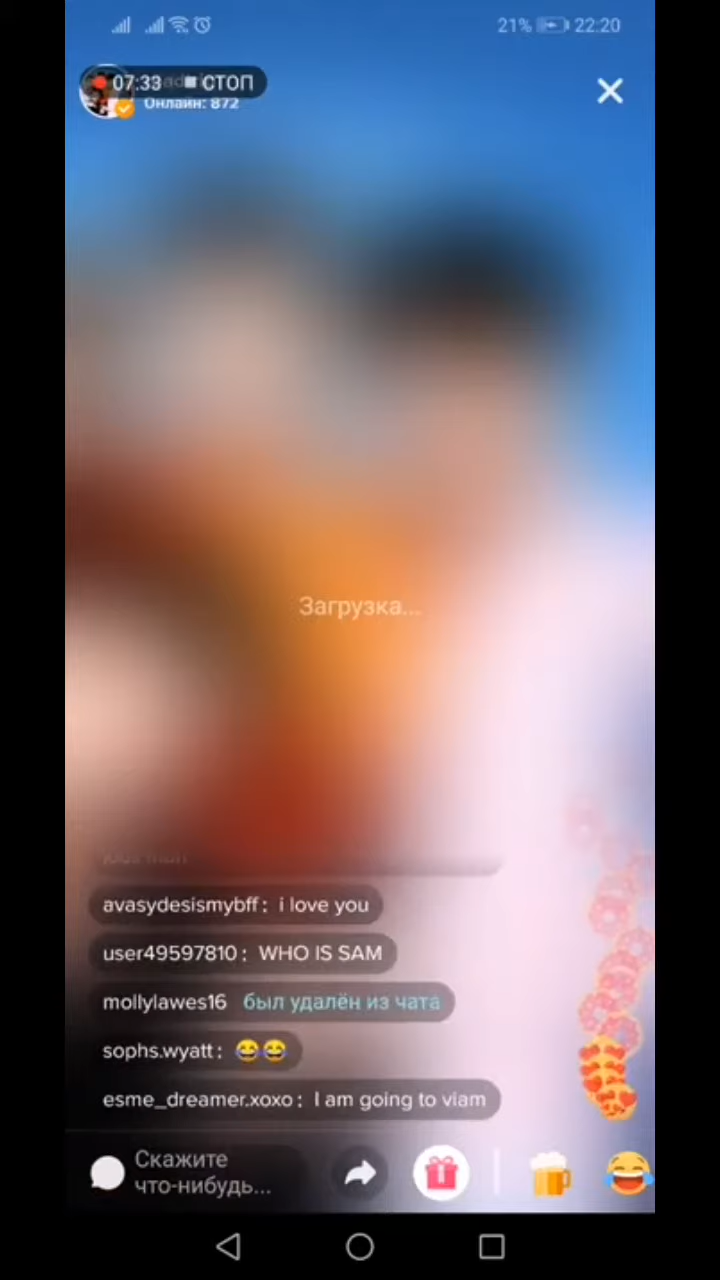 21% 22:20
07:33 СТОП
Онлайн: 872
Загрузка...
avasydesismybff: i love you
user49597810: WHO IS SAM
mollylawes16 был удалён из чата
sophs.wyatt: 😂😂
esme_dreamer.xoxo: I am going to vlam
Скажите
что-нибудь...